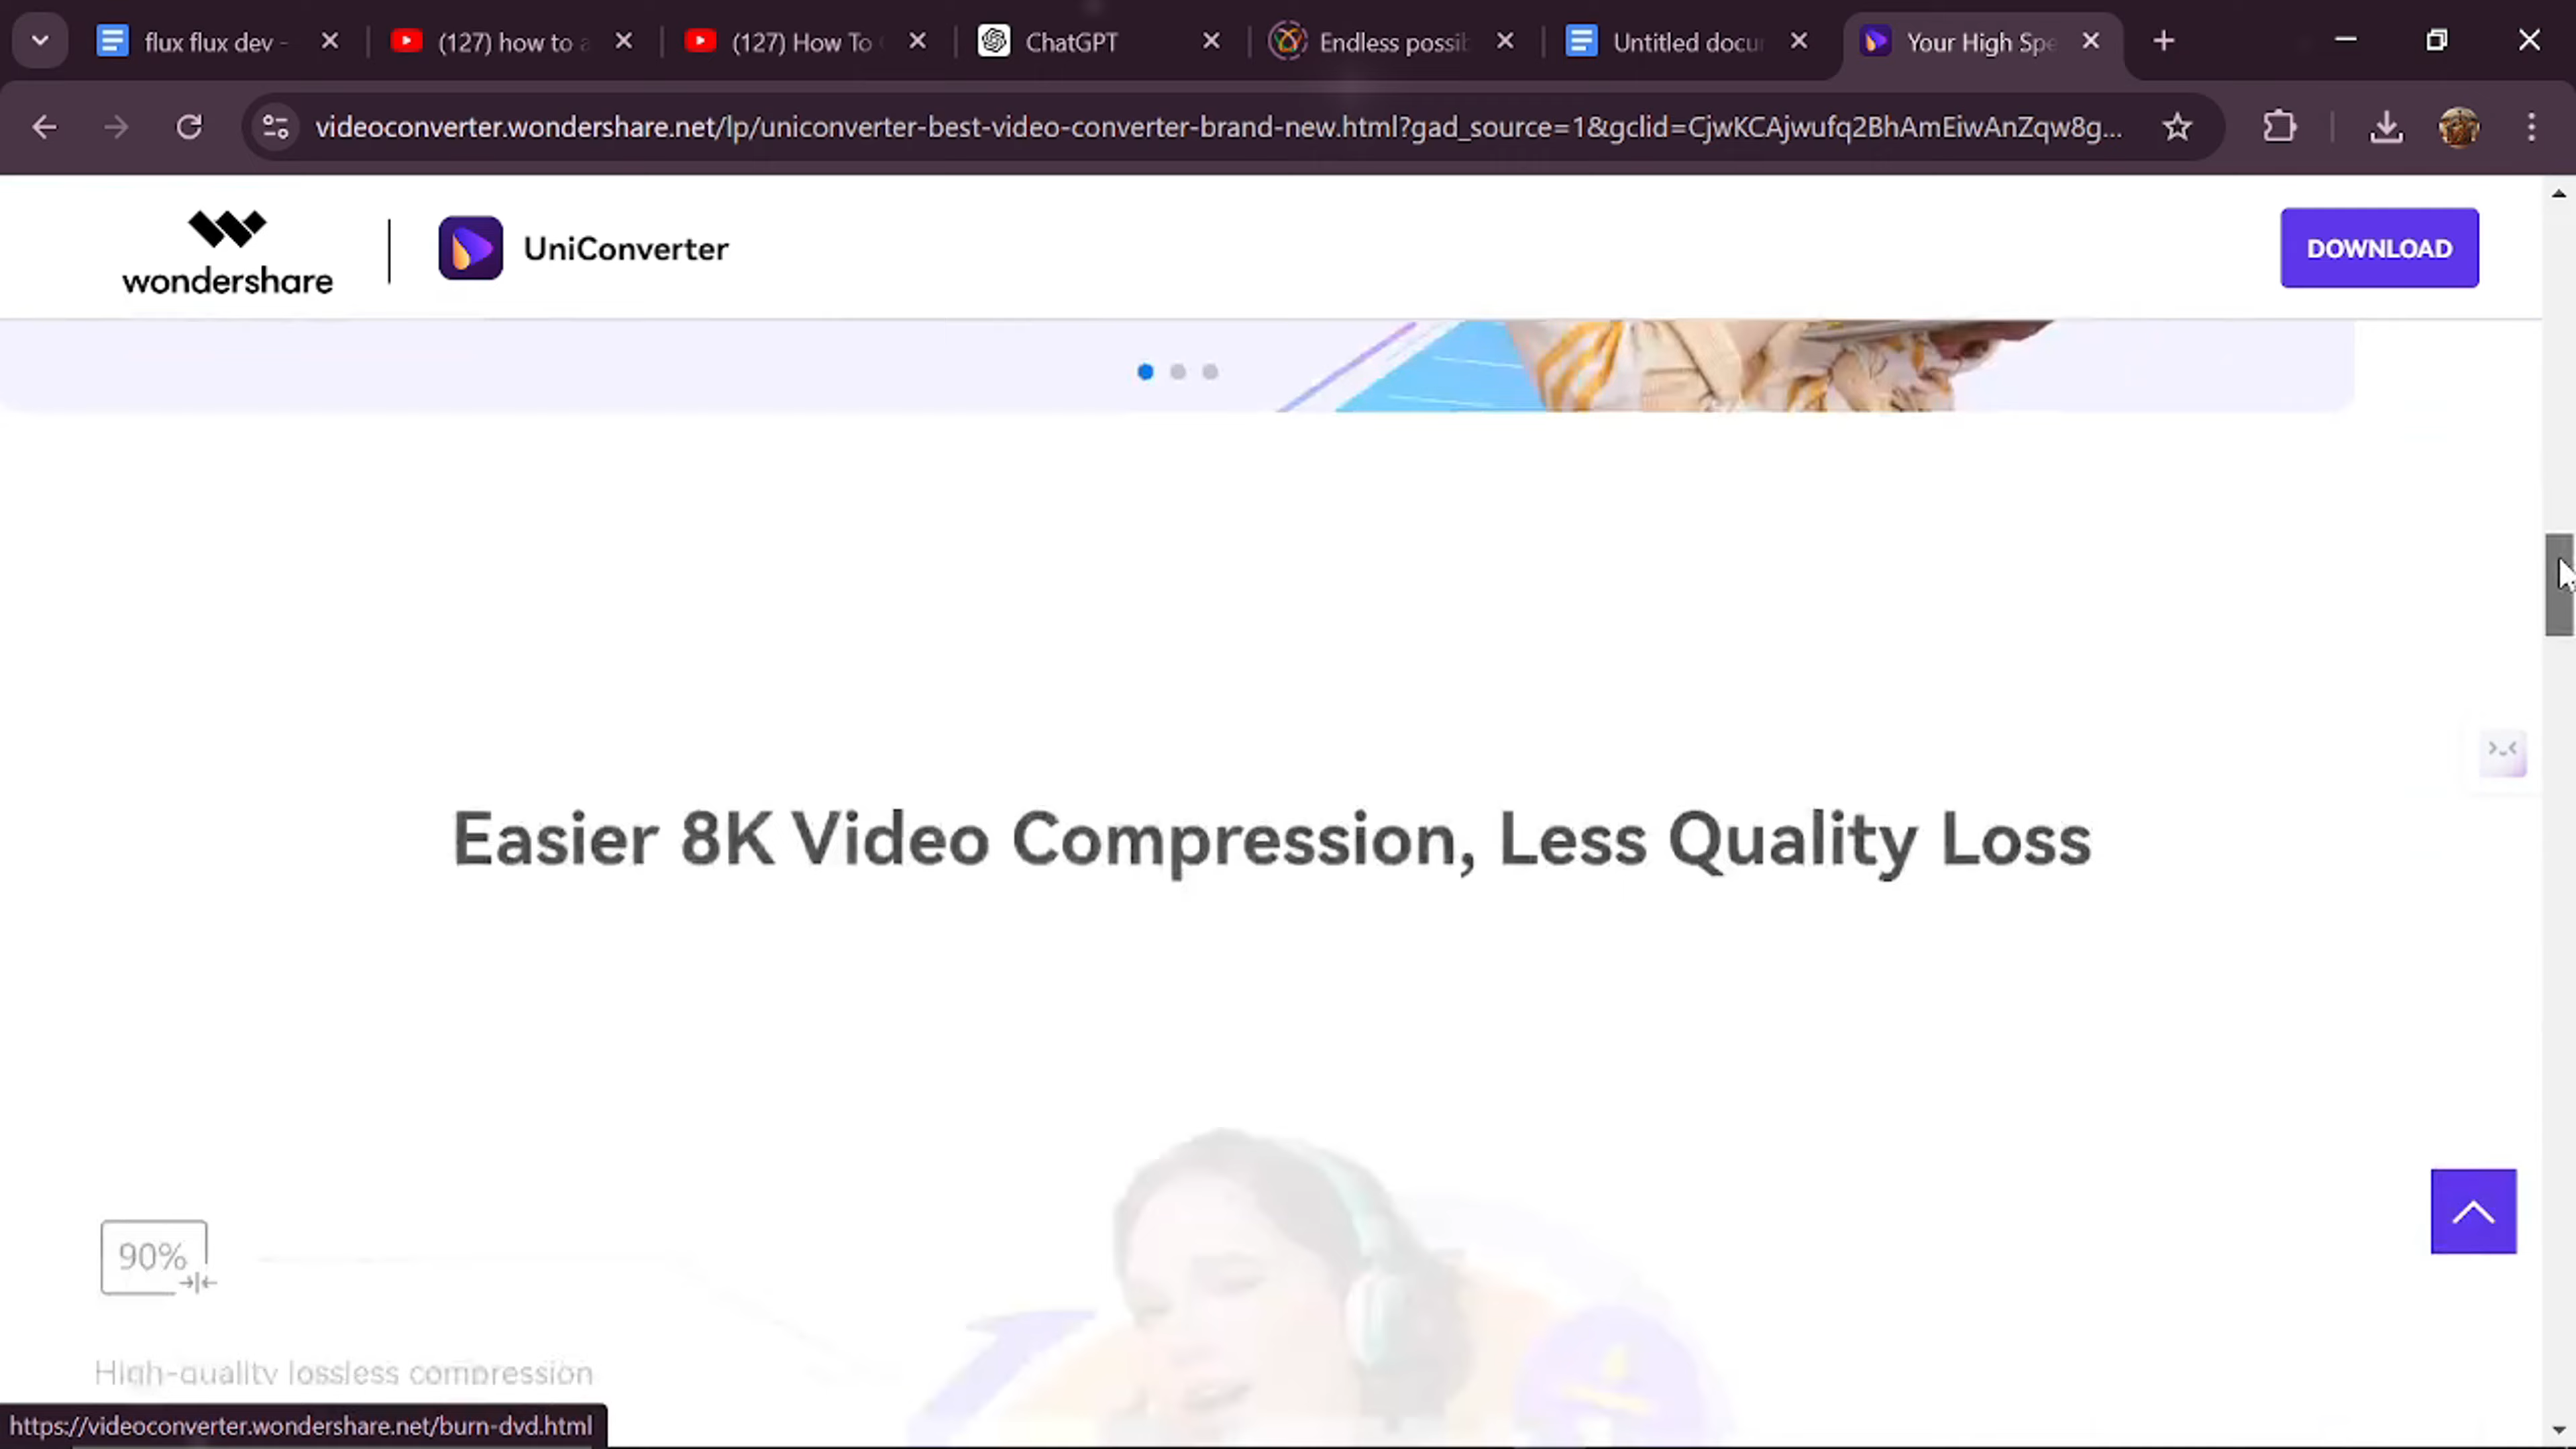 flux flux dev -
(127) how to a
(127) How To
ChatGPT
Endless possib
Untitled docu
Your High Spe
videoconverter.wondershare.net/lp/uniconverter-best-video-converter-brand-new.html?gad_source=1&gclid=CjwKCAjwufq2BhAmEiwAnZqw8g...
wondershare
UniConverter
DOWNLOAD
Easier 8K Video Compression, Less Quality Loss
90%
High-quality lossless compression
https://videoconverter.wondershare.net/burn-dvd.html